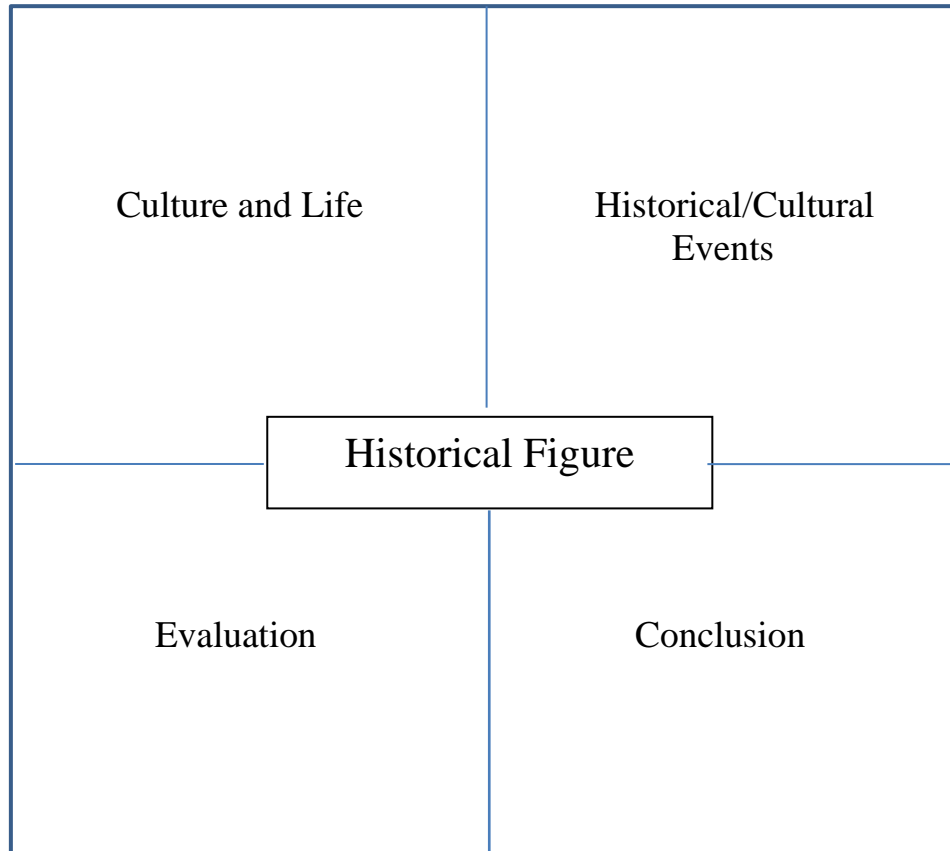 Culture and Life
Historical/Cultural
Events
Historical Figure
Evaluation
Conclusion